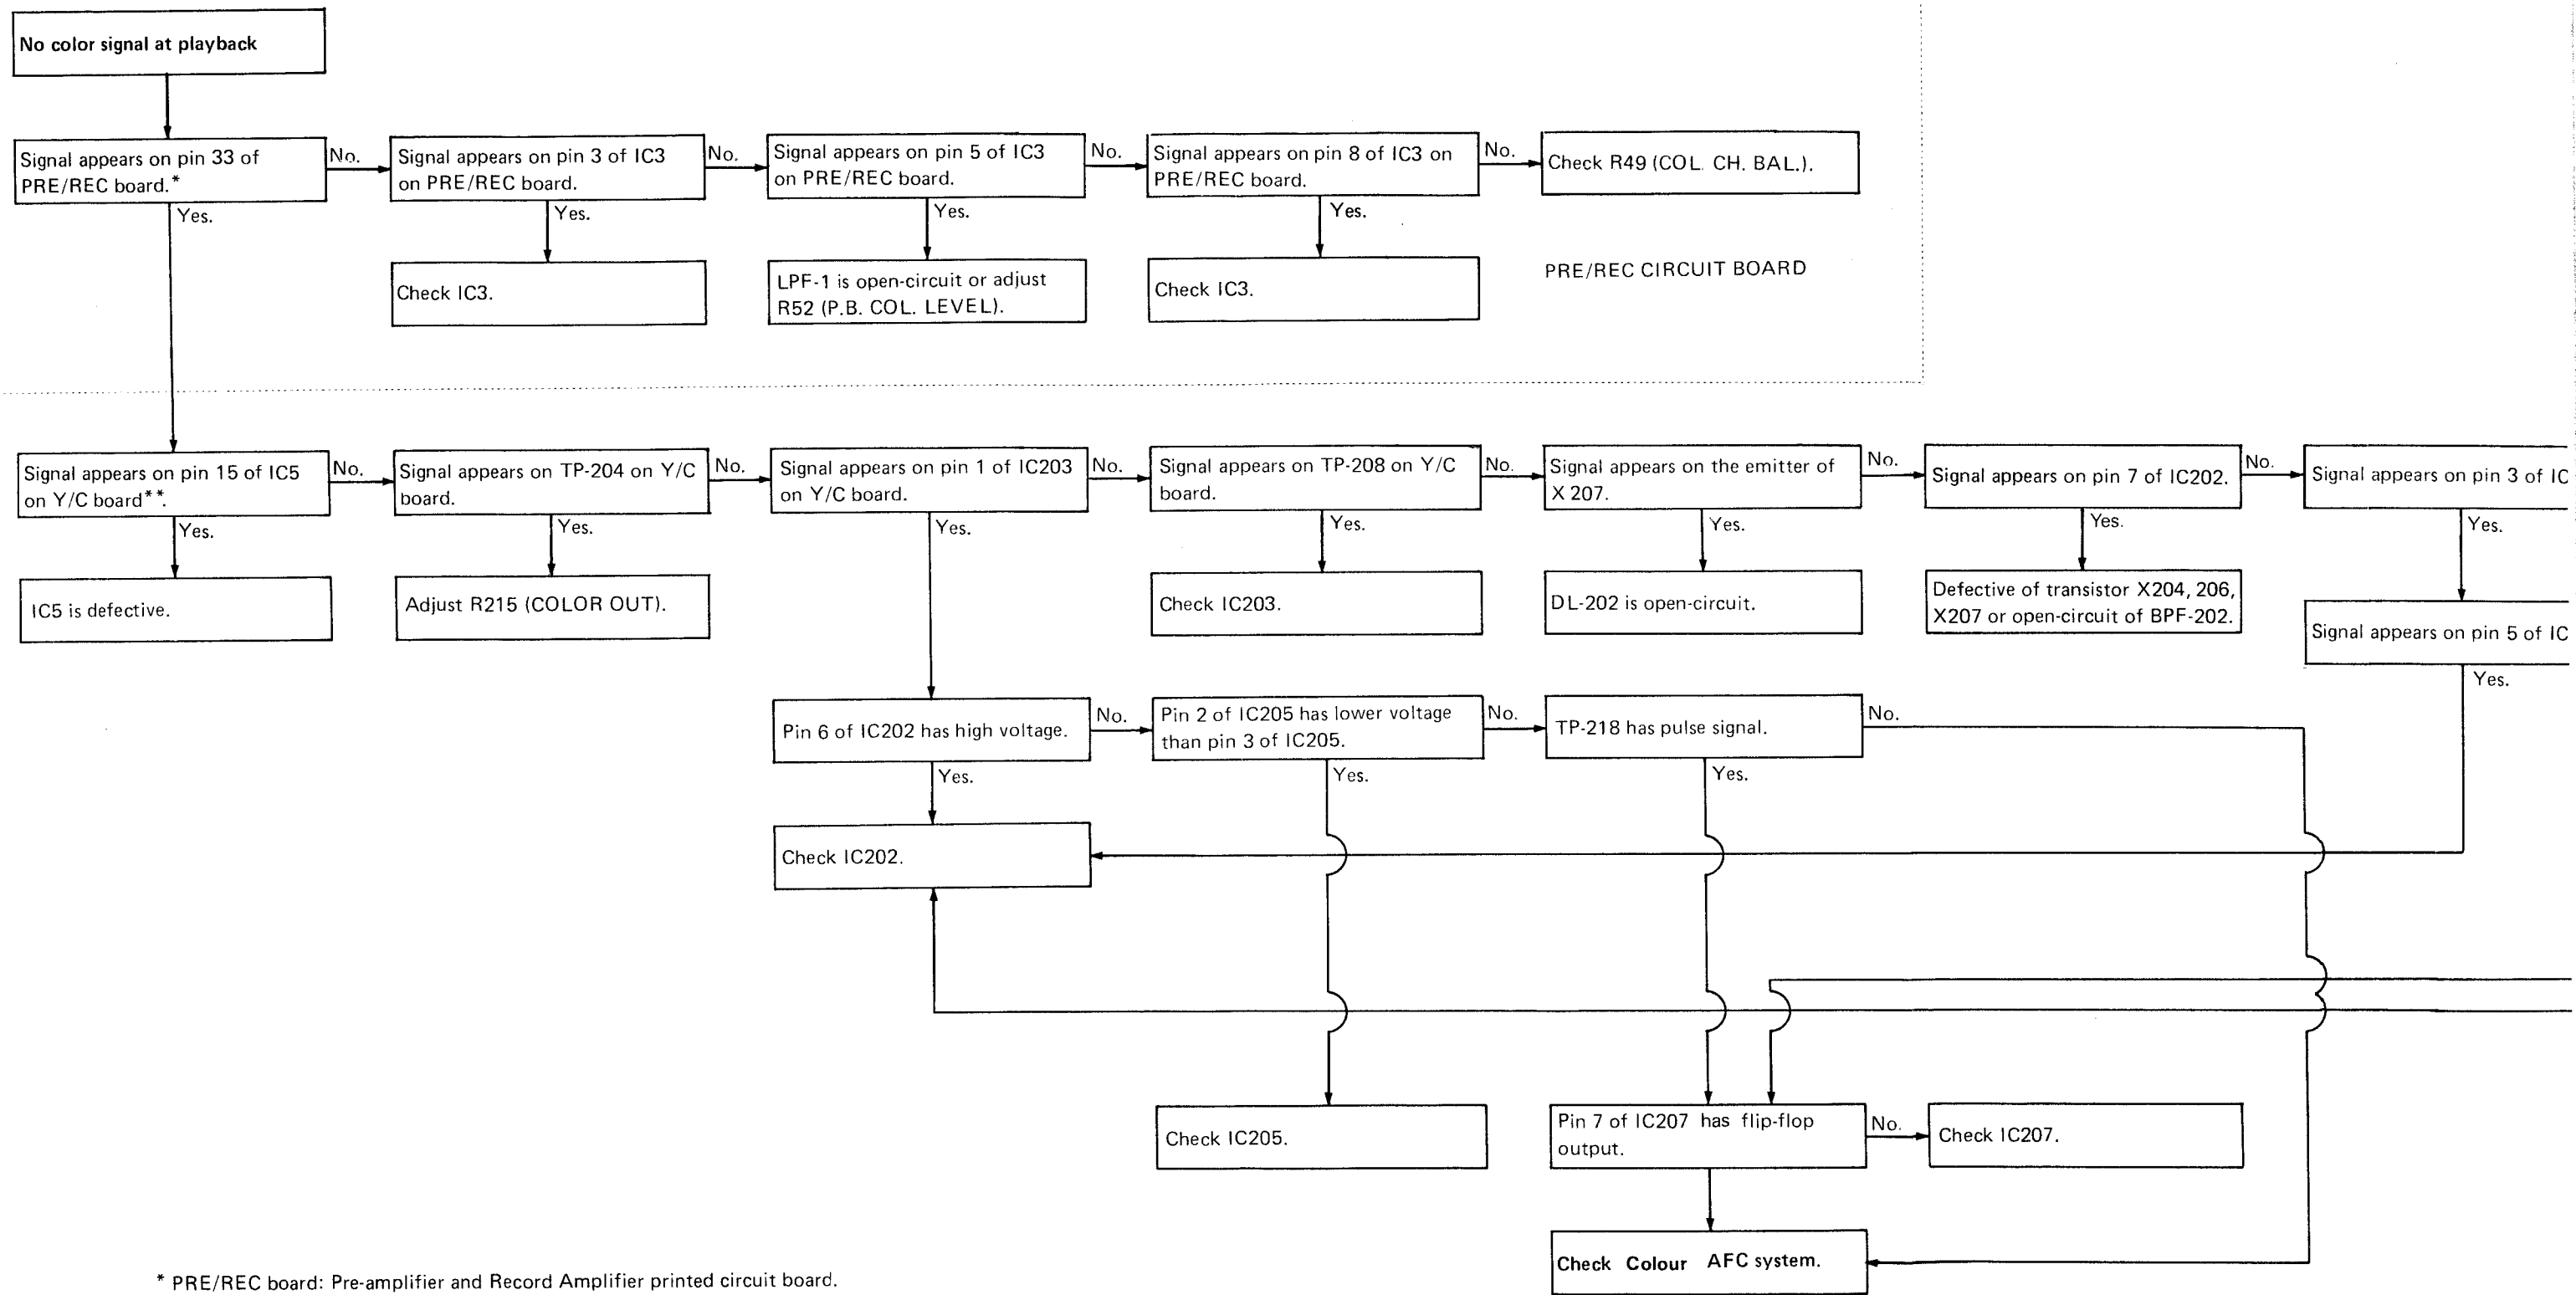 No color signal at playback
Signal appears on pin 33 of
PRE/REC board.*
No.
Signal appears on pin 3 of IC3
on PRE/REC board.
No.
Signal appears on pin 5 of IC3
on PRE/REC board.
No.
Signal appears on pin 8 of IC3 on
PRE/REC board.
No.
Check R49 (COL. CH. BAL.).
Yes.
Yes.
Yes.
Yes.
Check IC3.
LPF-1 is open-circuit or adjust
R52 (P.B. COL. LEVEL).
Check IC3.
PRE/REC CIRCUIT BOARD
Signal appears on pin 15 of IC5
on Y/C board**.
No.
Signal appears on TP-204 on Y/C
board.
No.
Signal appears on pin 1 of IC203
on Y/C board.
No.
Signal appears on TP-208 on Y/C
board.
No.
Signal appears on the emitter of
X 207.
No.
Signal appears on pin 7 of IC202.
No.
Signal appears on pin 3 of IC
Yes.
Yes.
Yes.
Yes.
Yes.
Yes.
Yes.
IC5 is defective.
Adjust R215 (COLOR OUT).
Check IC203.
DL-202 is open-circuit.
Defective of transistor X204, 206,
X207 or open-circuit of BPF-202.
Signal appears on pin 5 of IC
Yes.
Pin 6 of IC202 has high voltage.
No.
Pin 2 of IC205 has lower voltage
than pin 3 of IC205.
No.
TP-218 has pulse signal.
No.
Yes.
Yes.
Yes.
Check IC202.
Check IC205.
Pin 7 of IC207 has flip-flop
output.
No.
Check IC207.
Check Colour AFC system.
* PRE/REC board: Pre-amplifier and Record Amplifier printed circuit board.